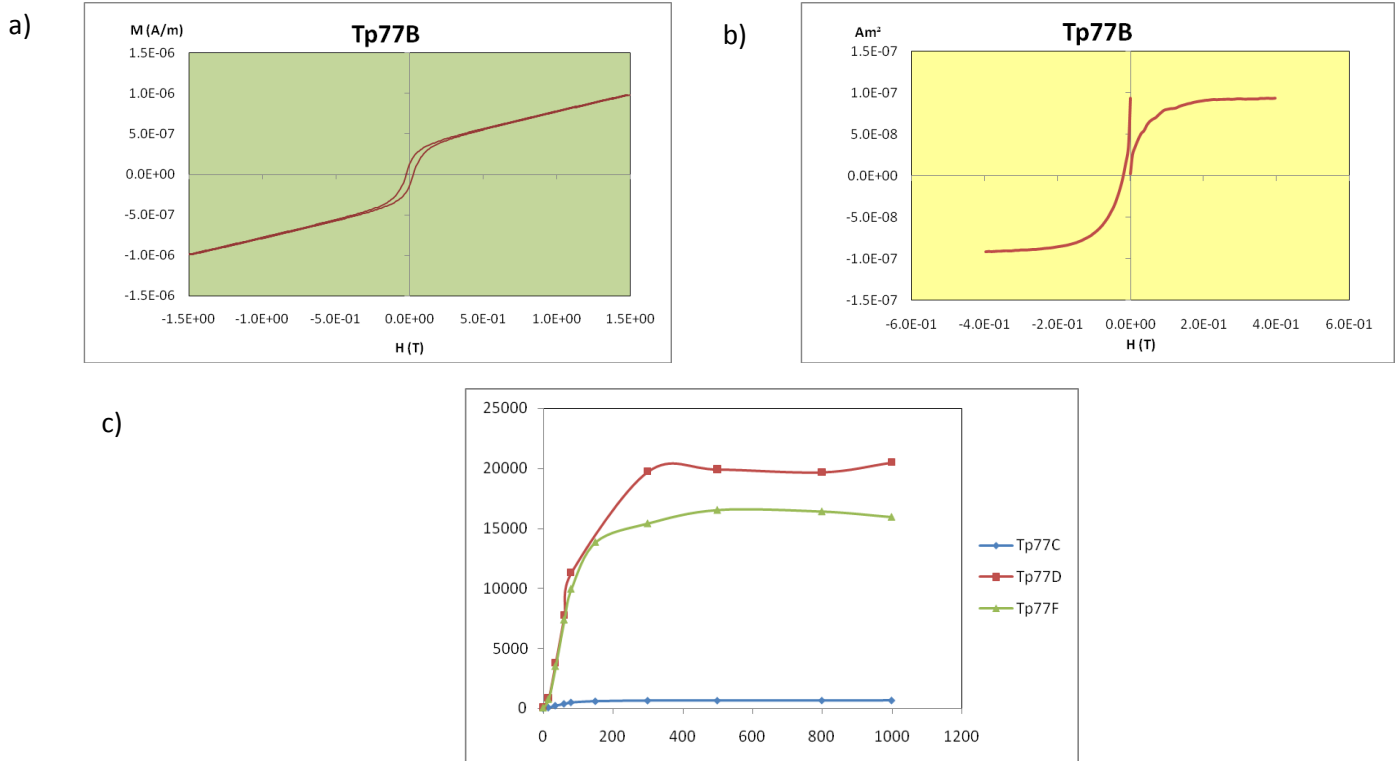 a)
M (A/m)
Tp77B
1.5E-06
1.0E-06
5.0E-07
0.0E+00
-5.0E-07
-1.0E-06
-1.5E-06
-1.5E+00 -1.0E+00 -5.0E-01 0.0E+00 5.0E-01 1.0E+00 1.5E+00
H (T)
b)
Am²
Tp77B
1.5E-07
1.0E-07
5.0E-08
0.0E+00
-5.0E-08
-1.0E-07
-1.5E-07
-6.0E-01 -4.0E-01 -2.0E-01 0.0E+00 2.0E-01 4.0E-01 6.0E-01
H (T)
c)
25000
20000
15000
10000
5000
0
0 200 400 600 800 1000 1200
Tp77C
Tp77D
Tp77F